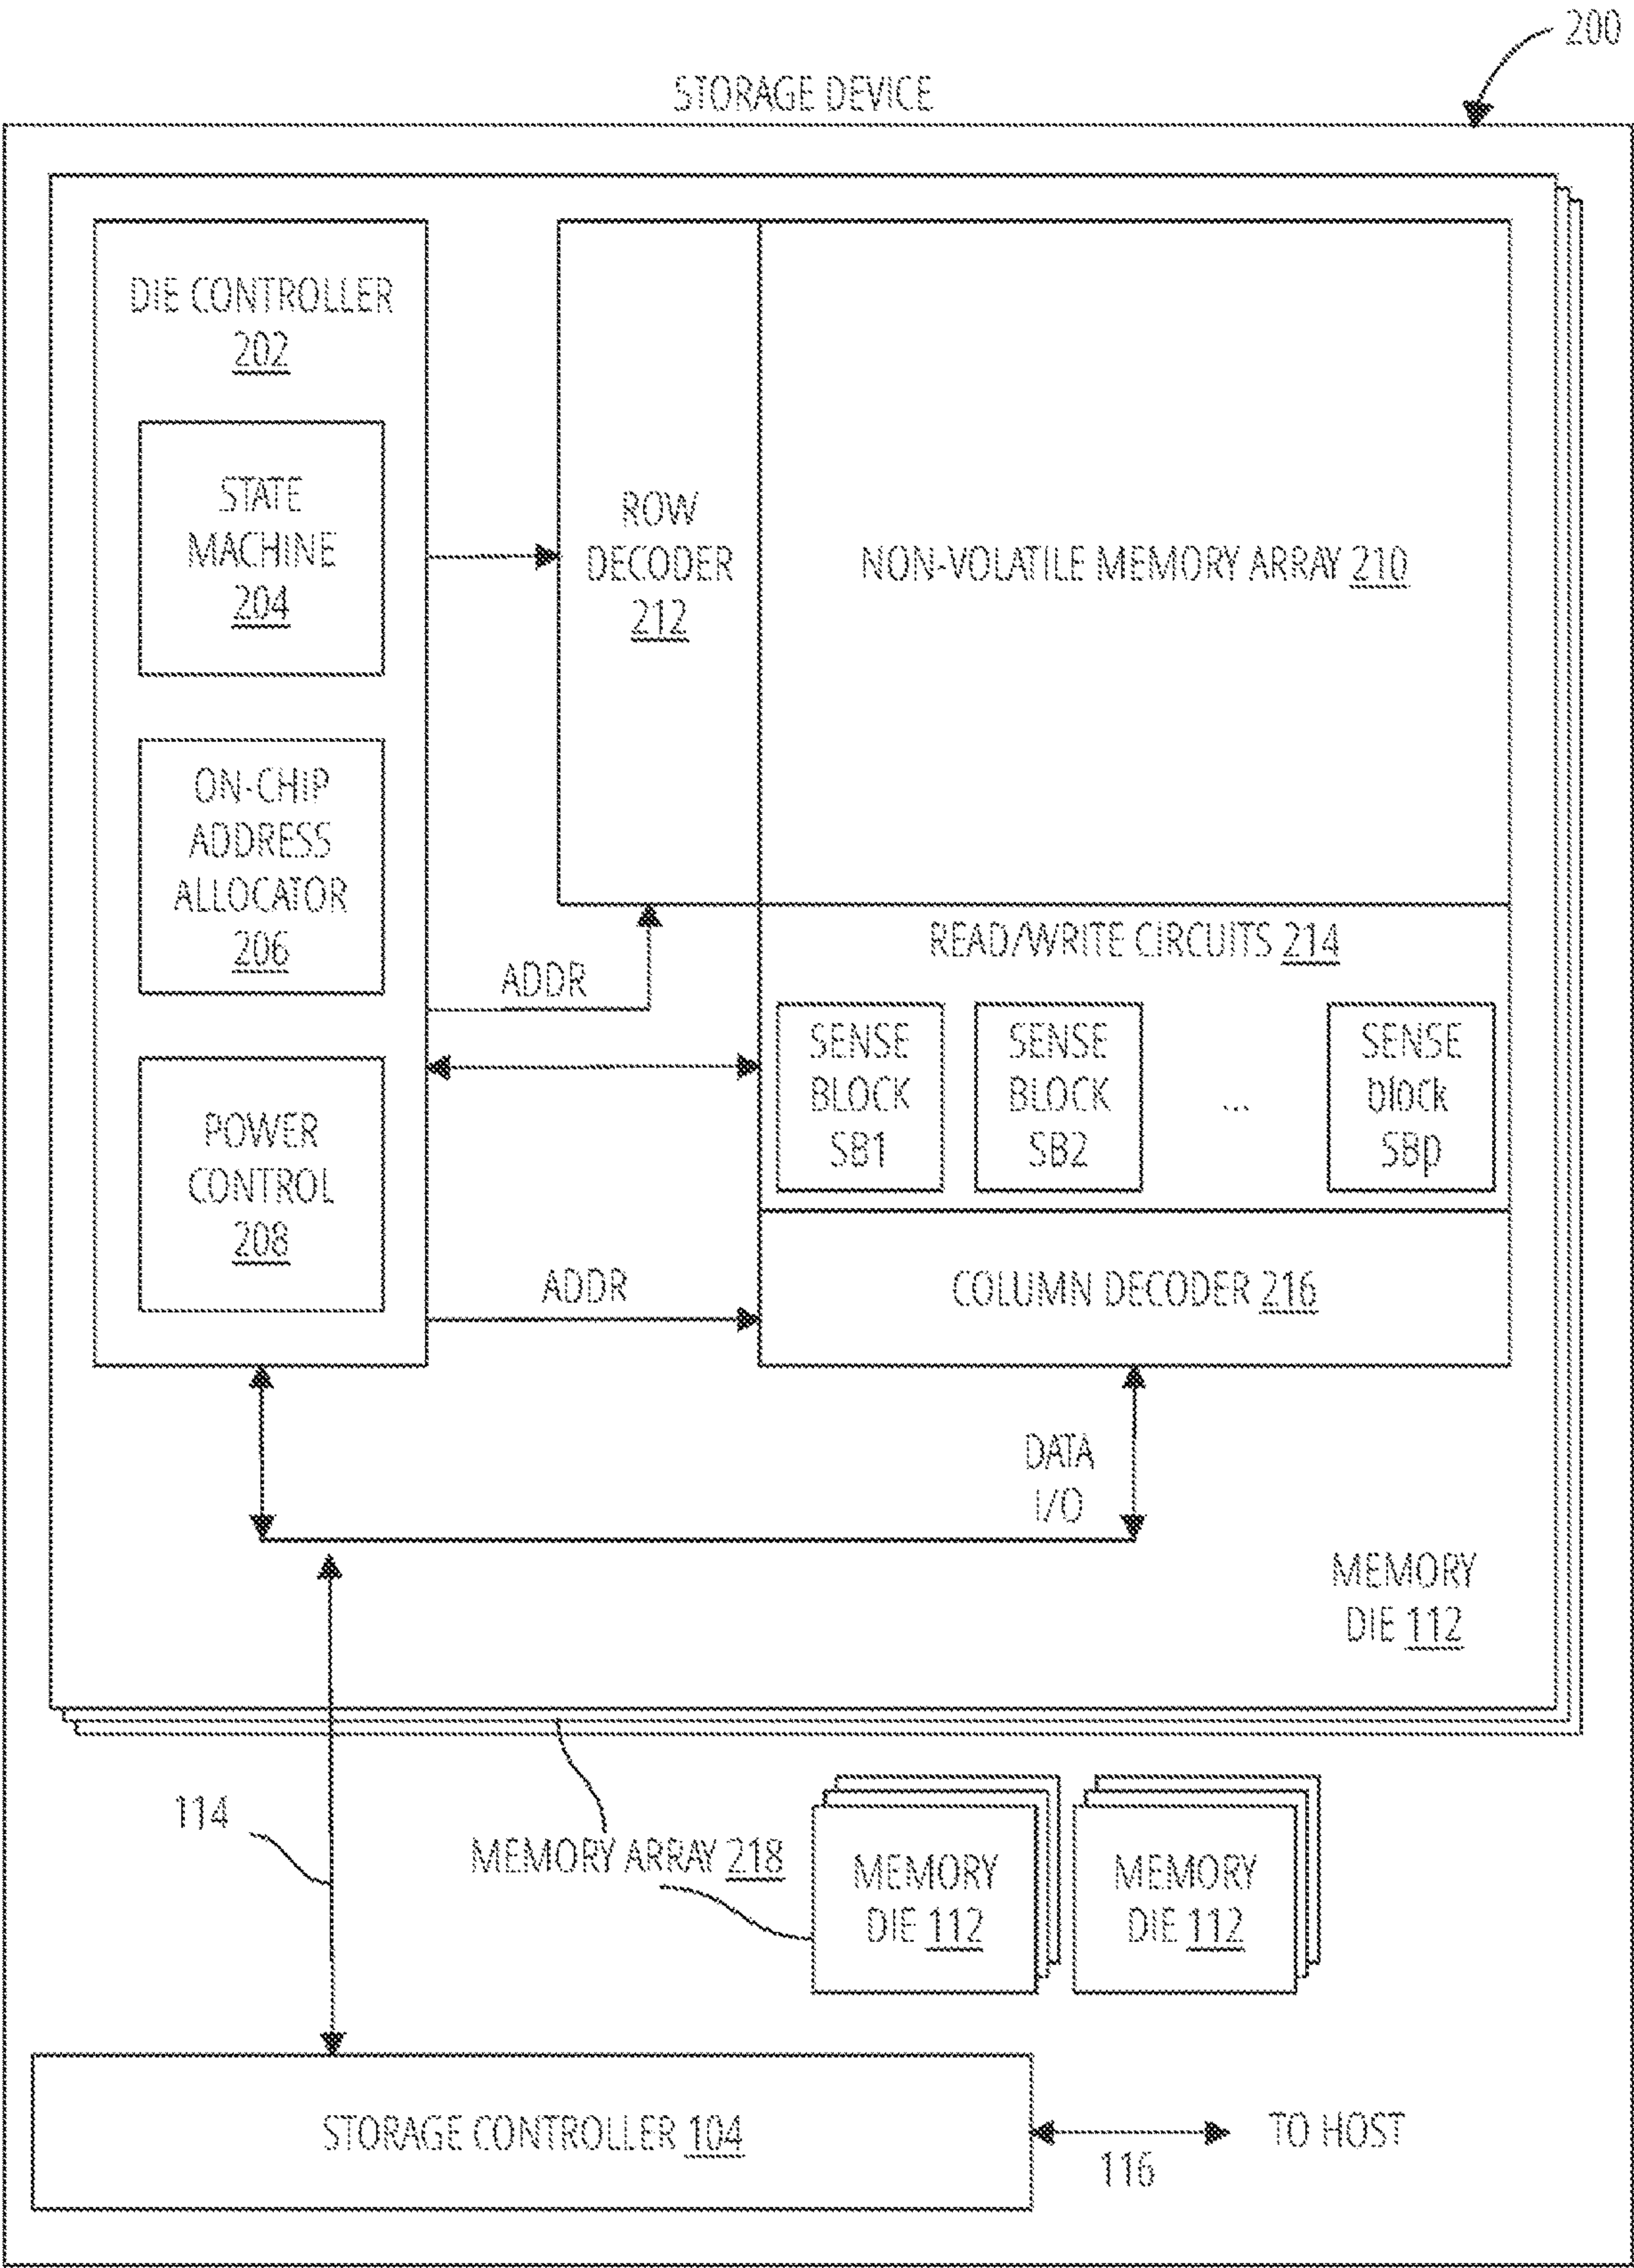 200
STORAGE DEVICE
DIE CONTROLLER
202
STATE
MACHINE
204
ON-CHIP
ADDRESS
ALLOCATOR
206
POWER
CONTROL
208
ROW
DECODER
212
NON-VOLATILE MEMORY ARRAY 210
ADDR
READ/WRITE CIRCUITS 214
SENSE
BLOCK
SB1
SENSE
BLOCK
SB2
...
SENSE
block
SBp
ADDR
COLUMN DECODER 216
DATA
I/O
MEMORY
DIE 112
114
MEMORY ARRAY 218
MEMORY
DIE 112
MEMORY
DIE 112
STORAGE CONTROLLER 104
116
TO HOST